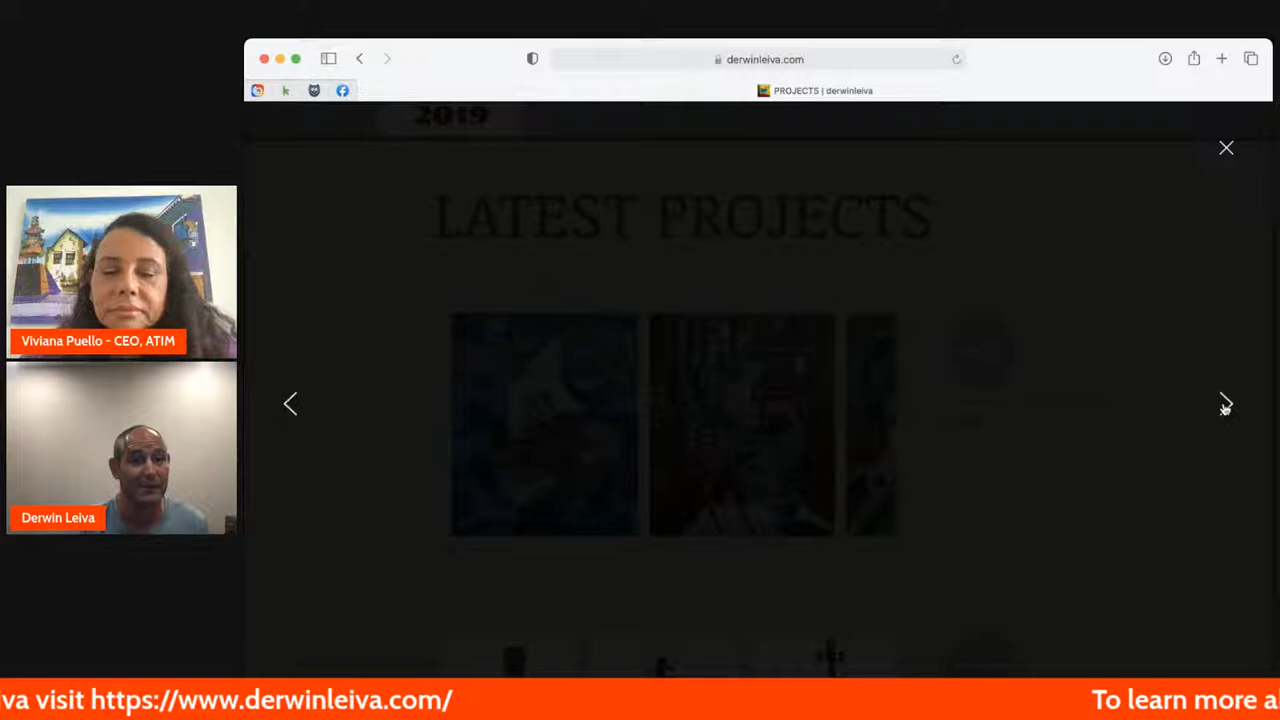 derwinleiva.com
PROJECTS | derwinleiva
2019
LATEST PROJECTS
Viviana Puello - CEO, ATIM
Derwin Leiva
iva visit https://www.derwinleiva.com/
To learn more a